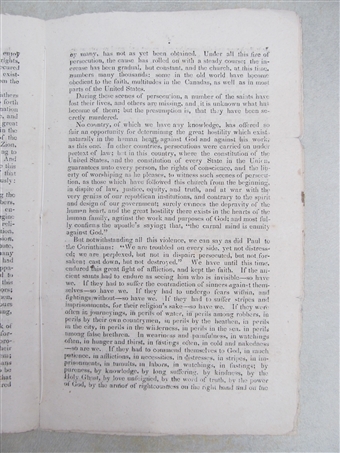 by many, has not as yet been obtained. Under all this fire of
persecution, the cause has rolled on with a steady course; the in-
crease has been gradual, but constant, and the church, at this time,
numbers many thousands; some in the old world have become
obedient to the faith, multitudes in the Canadas, as well as in most
parts of the United States.
During these scenes of persecution, a number of the saints have
lost their lives, and others are missing, and it is unknown what has
become of them; but the presumption is, that they have been se-
cretly murdered.
No country, of which we have any knowledge, has offered so
fair an opportunity for determining the great hostility which exist
naturally in the human heart against God and against his work,
as this one. In other countries, persecutions were carried on under
pretext of law; but in this country, where the constitution of the
United States, and the constitution of every State in the Union,
guarantees unto every person, the rights of conscience, and the lib-
erty of worshiping as he pleases, to witness such scenes of persecu-
tion, as those which have followed this church from the beginning,
in dispite of law, justice, equity, and truth, and at war with the
very genius of our republican institutions, and contrary to the spirit
and design of our government; surely evinces the depravity of the
human heart, and the great hostility there exists in the hearts of the
human family, against the work and purposes of God and most ful-
ly confirms the apostle's saying; that, "the carnal mind is enmity
against God."
But notwithstanding all this violence, we can say as did Paul to
the Corinthians: "We are troubled on every side, yet not distress-
ed; we are perplexed, but not in dispair; persecuted, but not for-
saken; cast down, but not destroyed." We have until this time,
endured this great fight of affliction, and kept the faith. If the an-
cient saints had to endure as seeing him who is invisible—so have
we. If they had to suffer the contradiction of sinners against them-
selves—so have we. If they had to undergo fears within, and
fightings without—so have we. If they had to suffer stripes and
imprisonments, for their religion's sake—so have we. If they were
often in journeyings, in perils of water, in perils among robbers, in
perils by their own countrymen, in perils by the heathen, in perils
in the city, in perils in the wilderness, in perils in the sea, in perils
among false brethren. In weariness and painfulness, in watchings
often, in hunger and thirst, in fastings often, in cold and nakedness
—so are we. If they had to commend themselves to God, in much
patience, in afflictions, in necessities, in distresses, in stripes, in im-
prisonments, in tumults, in labors, in watchings, in fastings; by
pureness, by knowledge, by long suffering, by kindness, by the
Holy Ghost, by love unfeigned, by the word of truth, by the power
of God, by the armor of righteousness on the right hand and on the